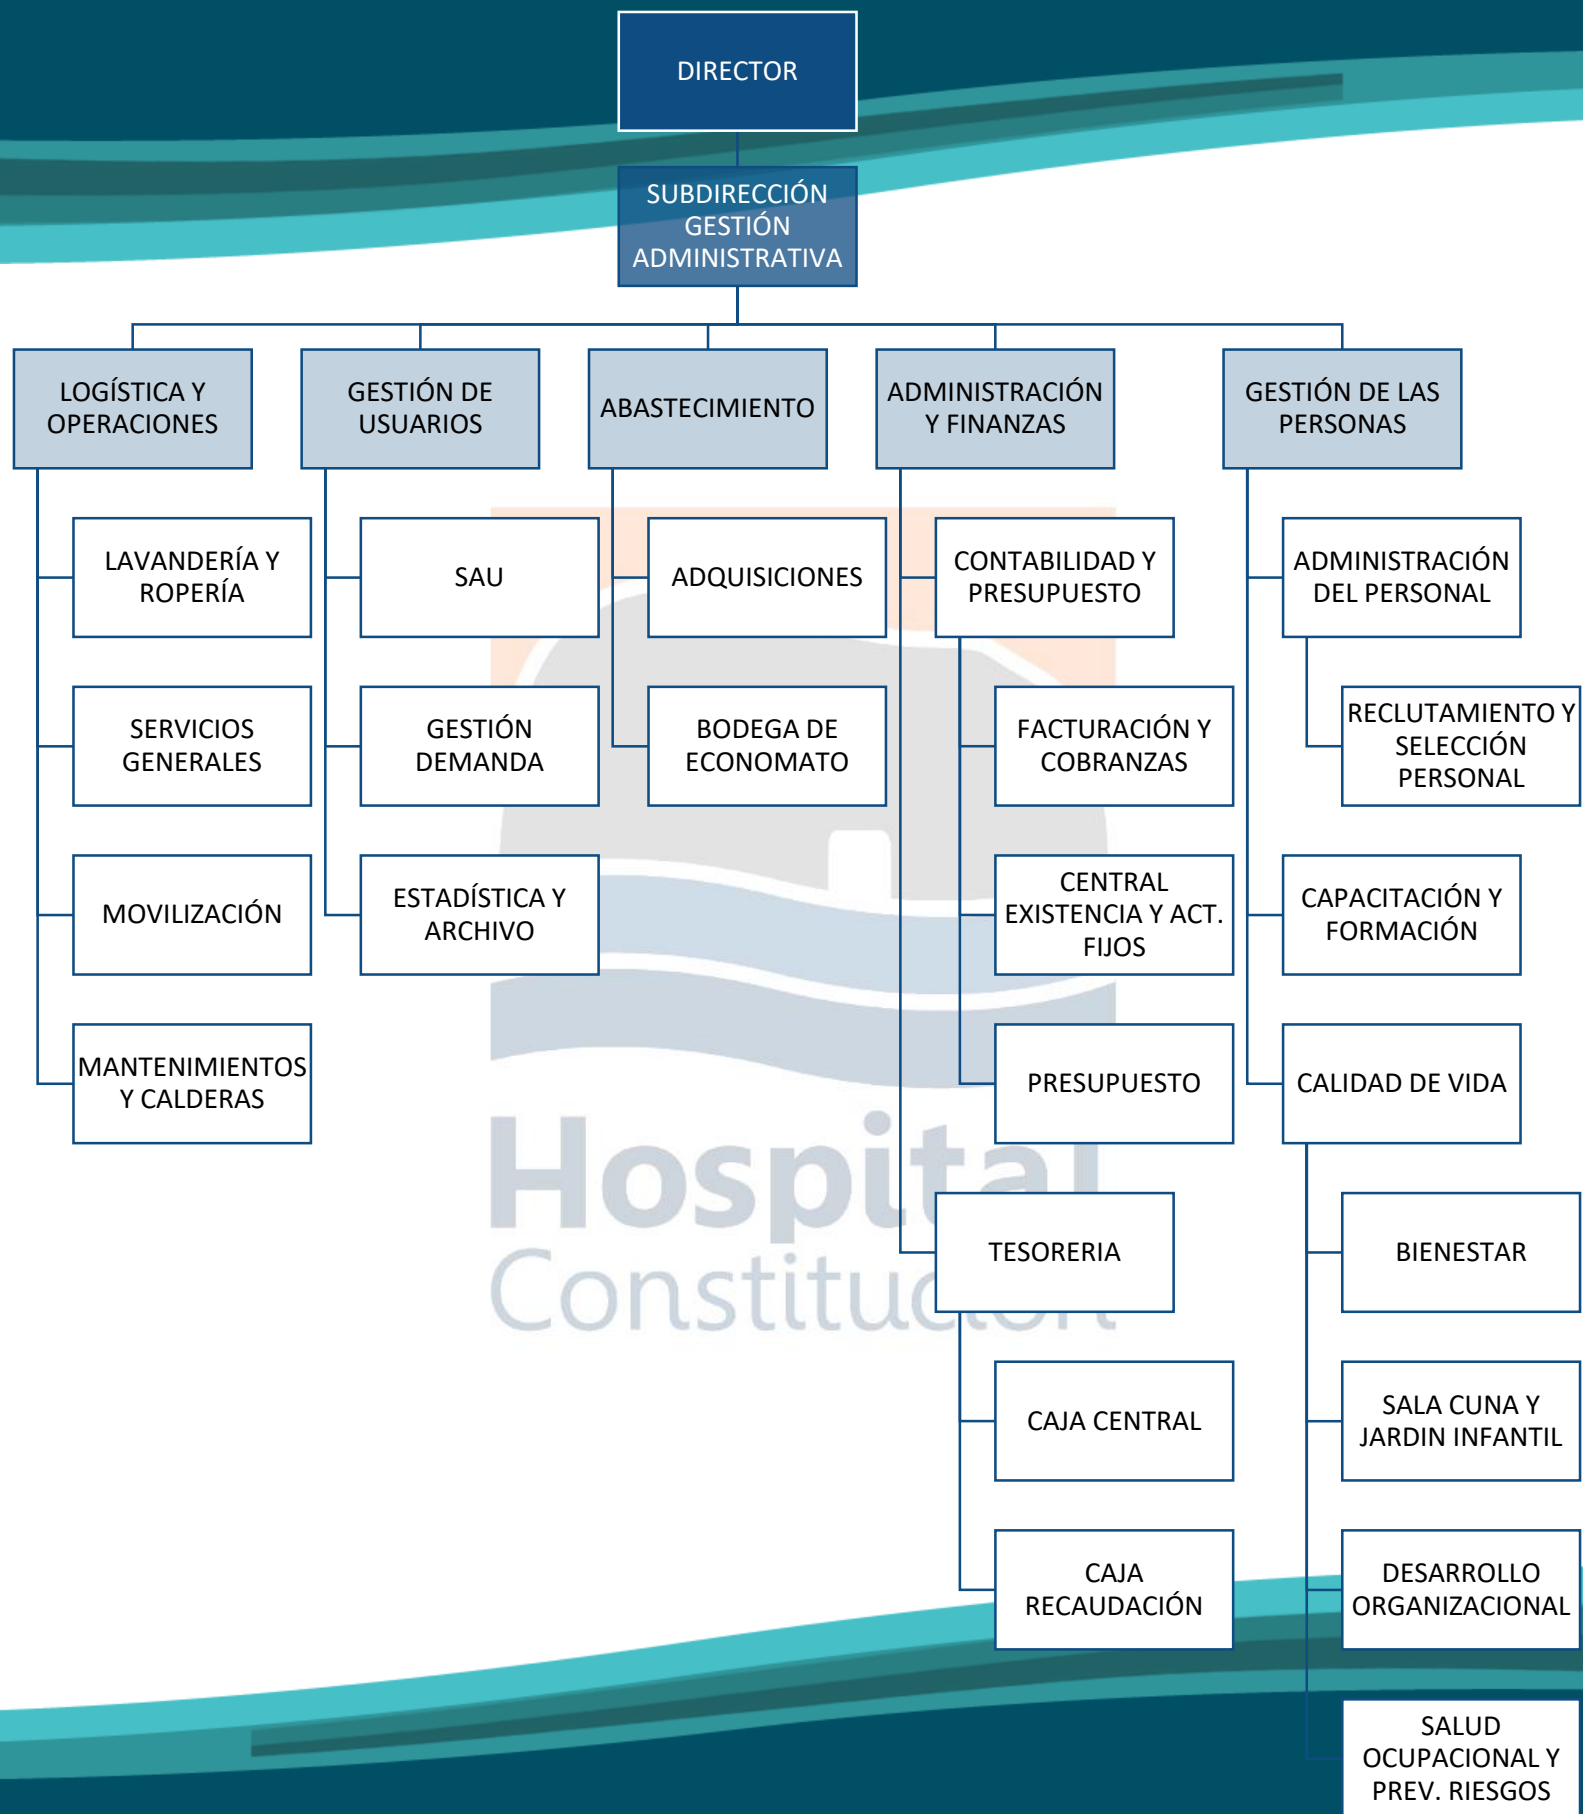 DIRECTOR
SUBDIRECCIÓN
GESTIÓN
ADMINISTRATIVA
LOGÍSTICA Y
OPERACIONES
LAVANDERÍA Y
ROPERÍA
SERVICIOS
GENERALES
MOVILIZACIÓN
MANTENIMIENTOS
Y CALDERAS
GESTIÓN DE
USUARIOS
SAU
GESTIÓN
DEMANDA
ESTADÍSTICA Y
ARCHIVO
ABASTECIMIENTO
ADQUISICIONES
BODEGA DE
ECONOMATO
ADMINISTRACIÓN
Y FINANZAS
CONTABILIDAD Y
PRESUPUESTO
FACTURACIÓN Y
COBRANZAS
CENTRAL
EXISTENCIA Y ACT.
FIJOS
PRESUPUESTO
TESORERIA
CAJA CENTRAL
CAJA
RECAUDACIÓN
GESTIÓN DE LAS
PERSONAS
ADMINISTRACIÓN
DEL PERSONAL
RECLUTAMIENTO Y
SELECCIÓN
PERSONAL
CAPACITACIÓN Y
FORMACIÓN
CALIDAD DE VIDA
BIENESTAR
SALA CUNA Y
JARDIN INFANTIL
DESARROLLO
ORGANIZACIONAL
SALUD
OCUPACIONAL Y
PREV. RIESGOS
Hospital
Constitución